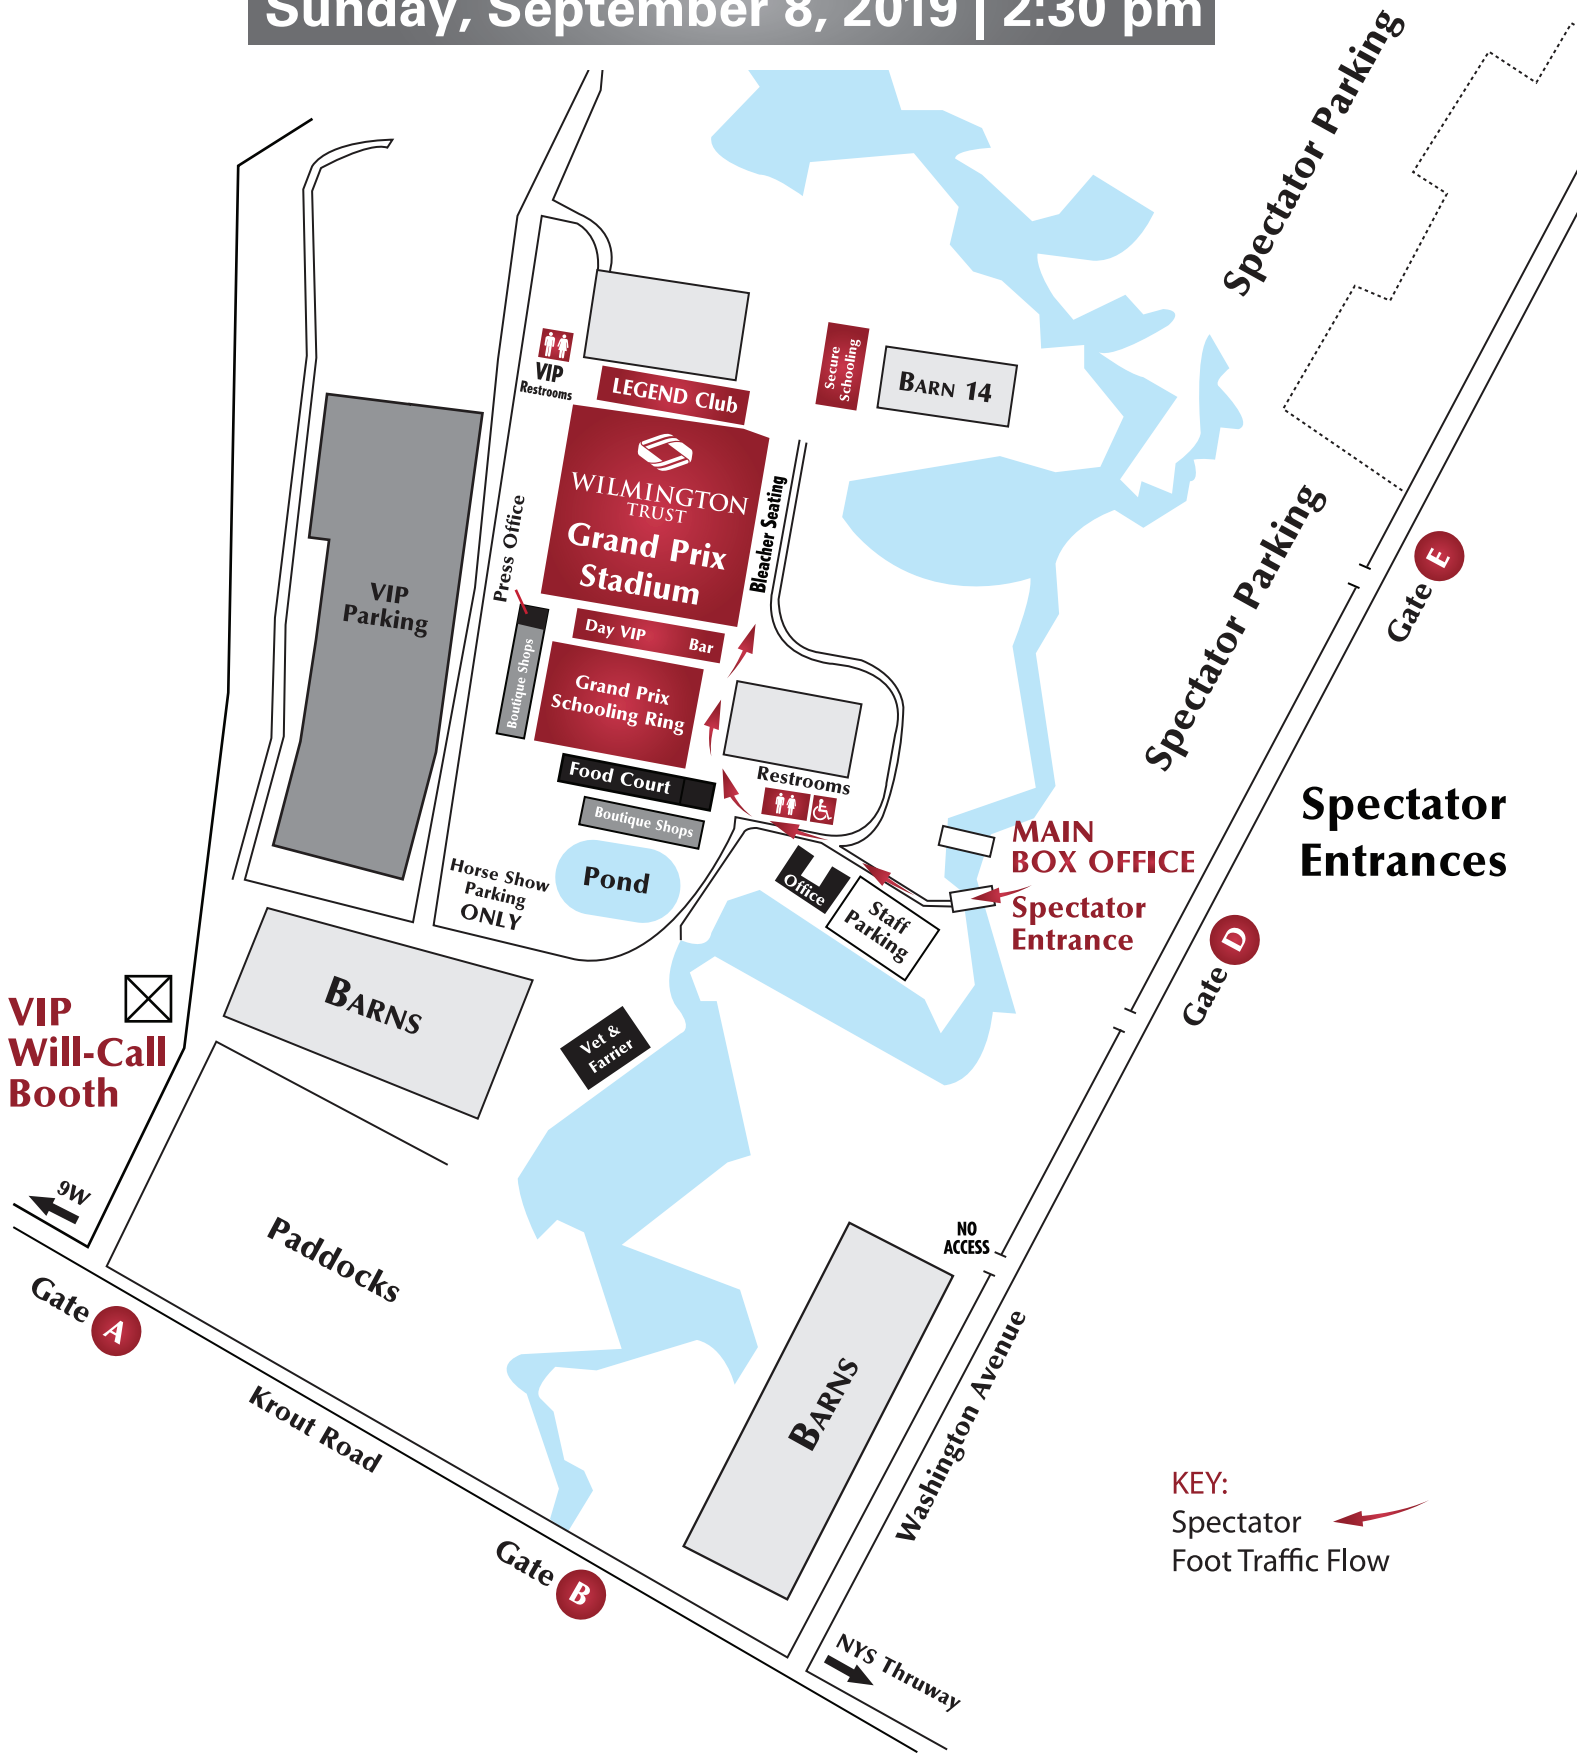 Sunday, September 8, 2019 | 2:30 pm
Spectator Parking
VIP
Restrooms
LEGEND Club
Secure
Schooling
BARN 14
WILMINGTON
TRUST
Grand Prix
Stadium
Bleacher Seating
Press Office
VIP
Parking
Spectator Parking
Gate E
Day VIP Bar
Boutique Shops
Grand Prix
Schooling Ring
Food Court
Boutique Shops
Restrooms
Pond
Horse Show
Parking
ONLY
Office
Staff
Parking
MAIN
BOX OFFICE
Spectator
Entrance
Spectator
Entrances
Gate D
BARNS
VIP
Will-Call
Booth
Vet &
Farrier
9W
Paddocks
NO
ACCESS
Gate A
Krout Road
BARNS
Washington Avenue
Gate B
NYS Thruway
KEY:
Spectator
Foot Traffic Flow